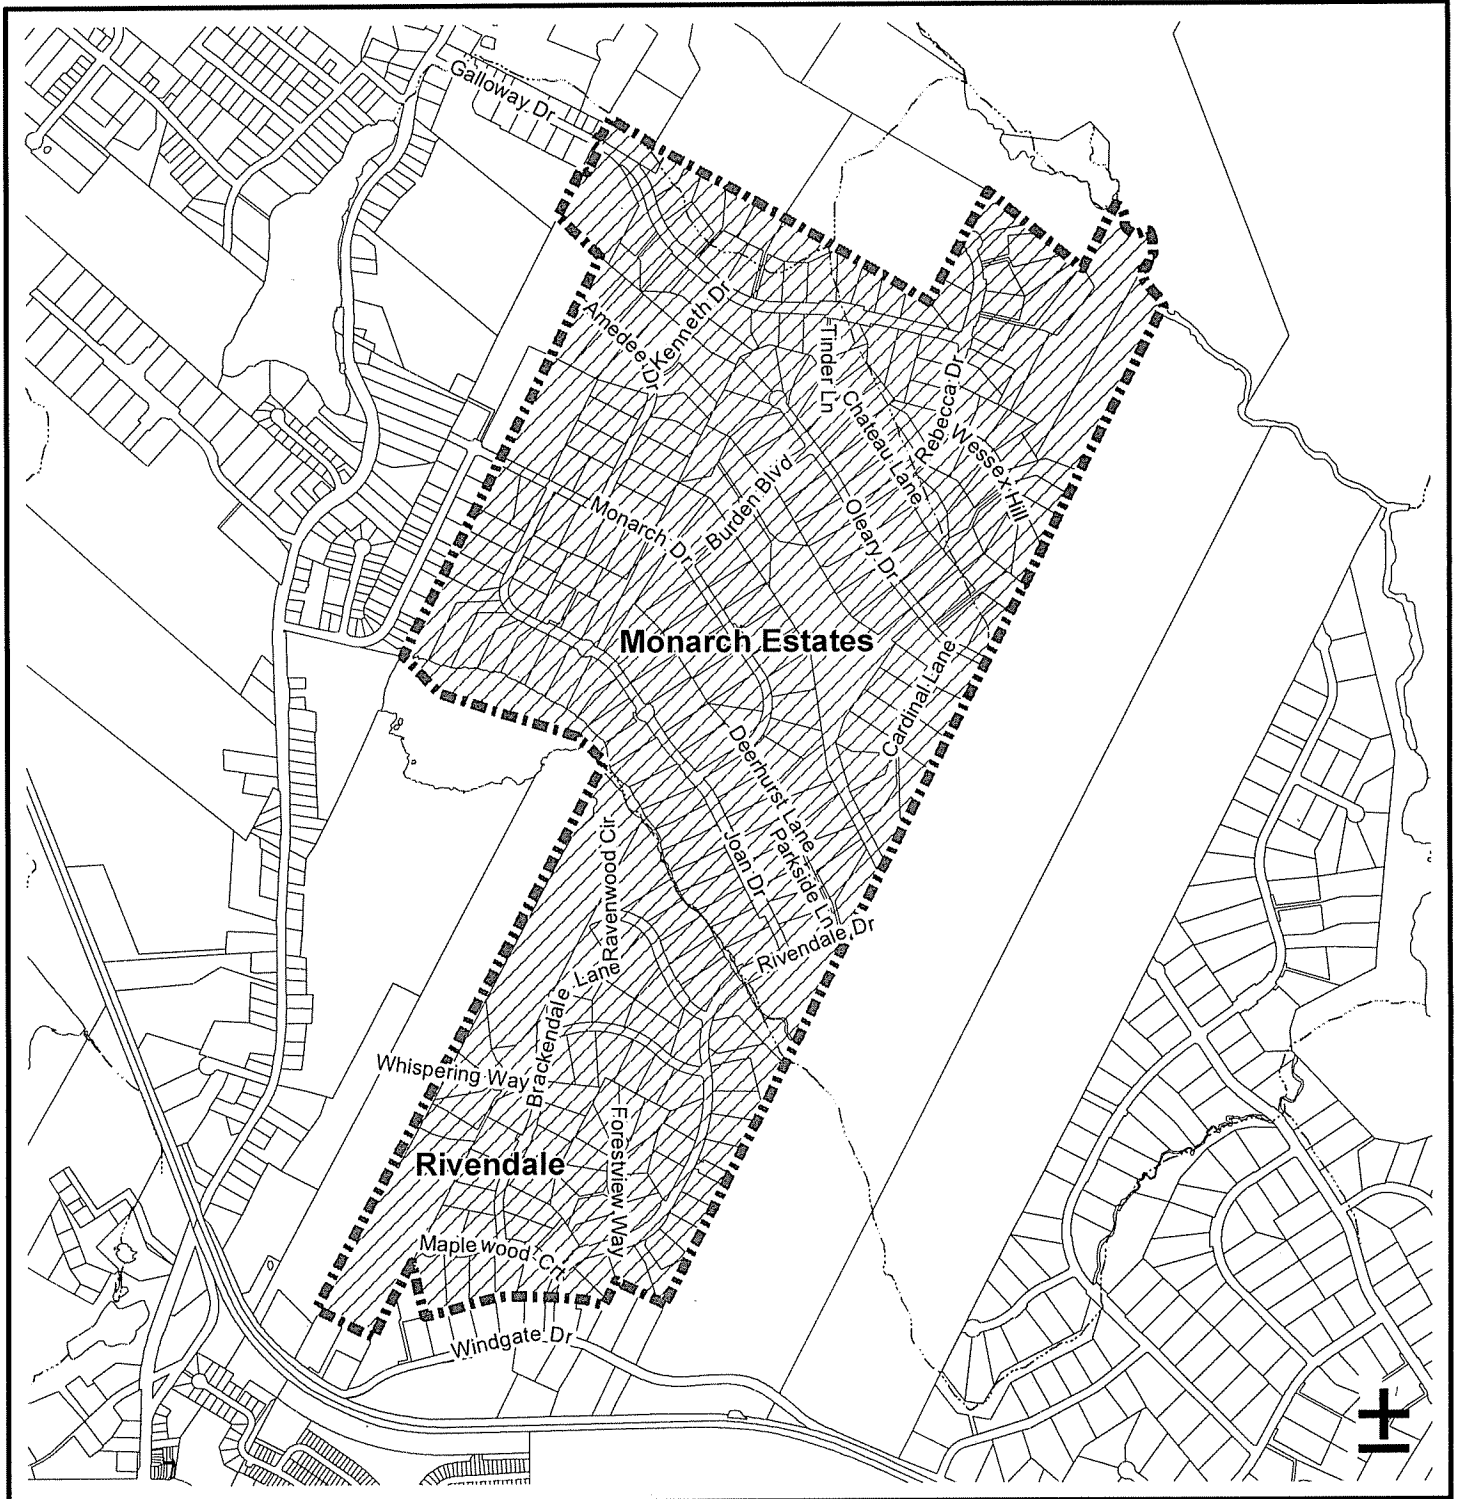 Galloway Dr
Amedee Dr
Kenneth Dr
Tinder Ln
Chateau Lane
Rebecca Dr
Wessex Hill
Monarch Dr
Burden Blvd
Oleary Dr
Monarch Estates
Cardinal Lane
Deerhurst Lane
Parkside Ln
Joan Dr
Ravenwood Cir
Rivendale Dr
Brackendale Lane
Whispering Way
Forestview Way
Rivendale
Maplewood Crt
Windgate Dr